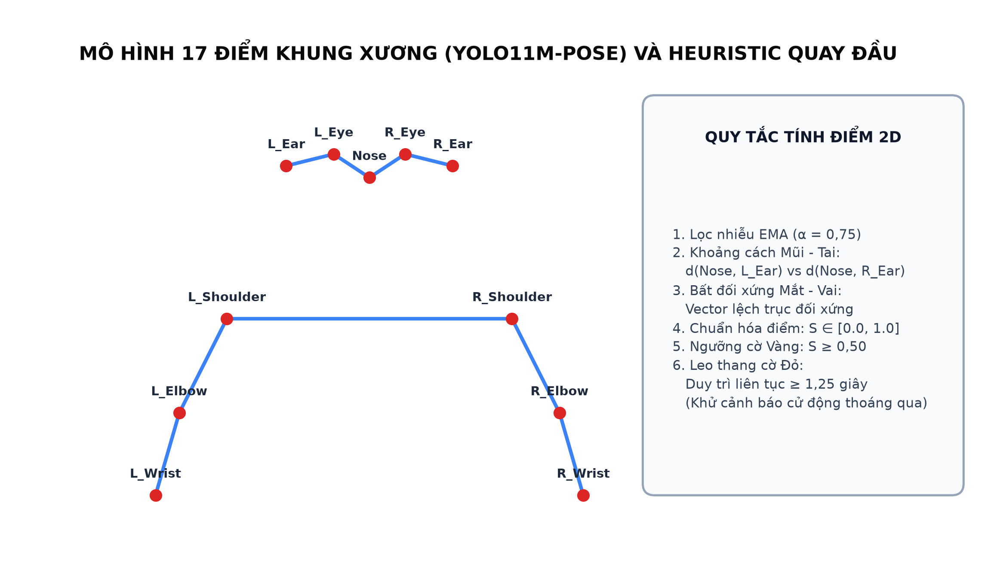 MÔ HÌNH 17 ĐIỂM KHUNG XƯƠNG (YOLO11M-POSE) VÀ HEURISTIC QUAY ĐẦU
L_Eye
R_Eye
L_Ear
R_Ear
Nose
L_Shoulder
R_Shoulder
L_Elbow
R_Elbow
L_Wrist
R_Wrist
QUY TẮC TÍNH ĐIỂM 2D
1. Lọc nhiễu EMA (α = 0,75)
2. Khoảng cách Mũi - Tai:
d(Nose, L_Ear) vs d(Nose, R_Ear)
3. Bất đối xứng Mắt - Vai:
Vector lệch trục đối xứng
4. Chuẩn hóa điểm: S ∈ [0.0, 1.0]
5. Ngưỡng cờ Vàng: S ≥ 0,50
6. Leo thang cờ Đỏ:
Duy trì liên tục ≥ 1,25 giây
(Khử cảnh báo cử động thoáng qua)